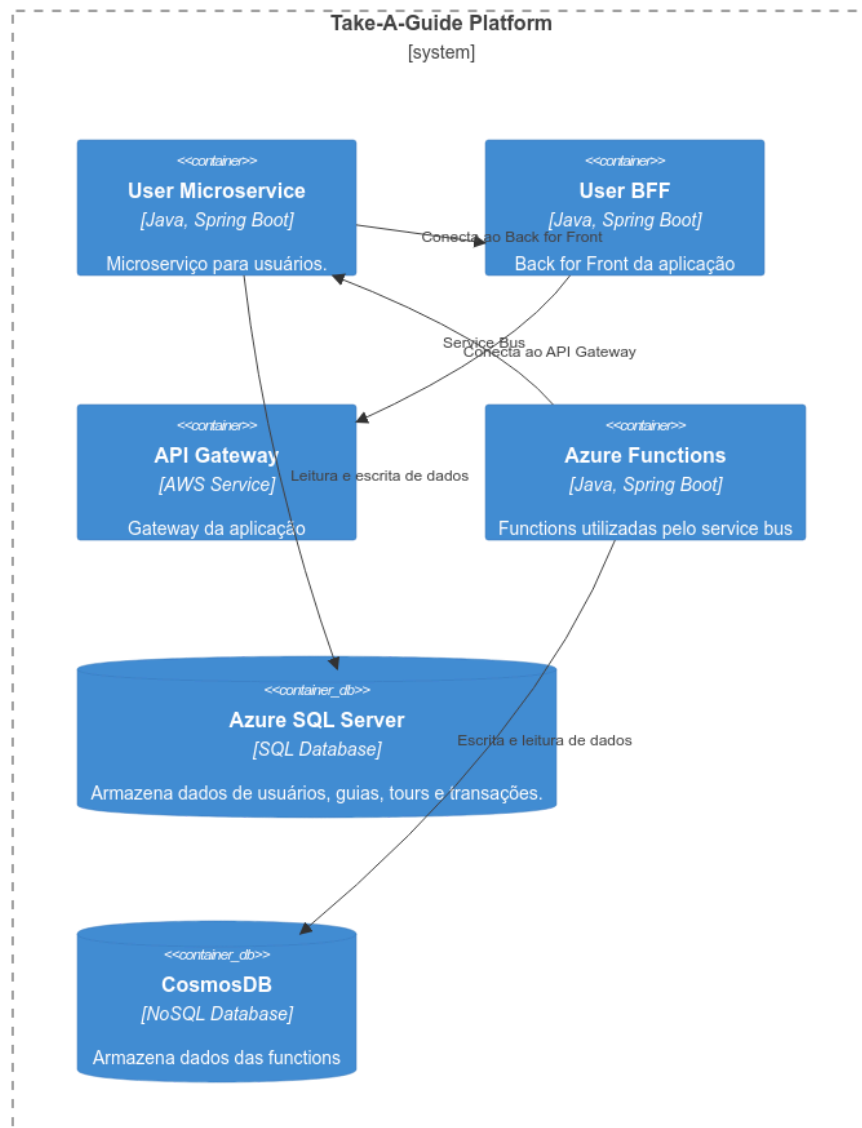 Take-A-Guide Platform
[system]
<<container>>
User Microservice
[Java, Spring Boot]
Microserviço para usuários.
<<container>>
User BFF
[Java, Spring Boot]
Back for Front da aplicação
Conecta ao Back for Front
Service Bus
Conecta ao API Gateway
<<container>>
API Gateway
[AWS Service]
Gateway da aplicação
<<container>>
Azure Functions
[Java, Spring Boot]
Functions utilizadas pelo service bus
Leitura e escrita de dados
<<container_db>>
Azure SQL Server
[SQL Database]
Armazena dados de usuários, guias, tours e transações.
Escrita e leitura de dados
<<container_db>>
CosmosDB
[NoSQL Database]
Armazena dados das functions